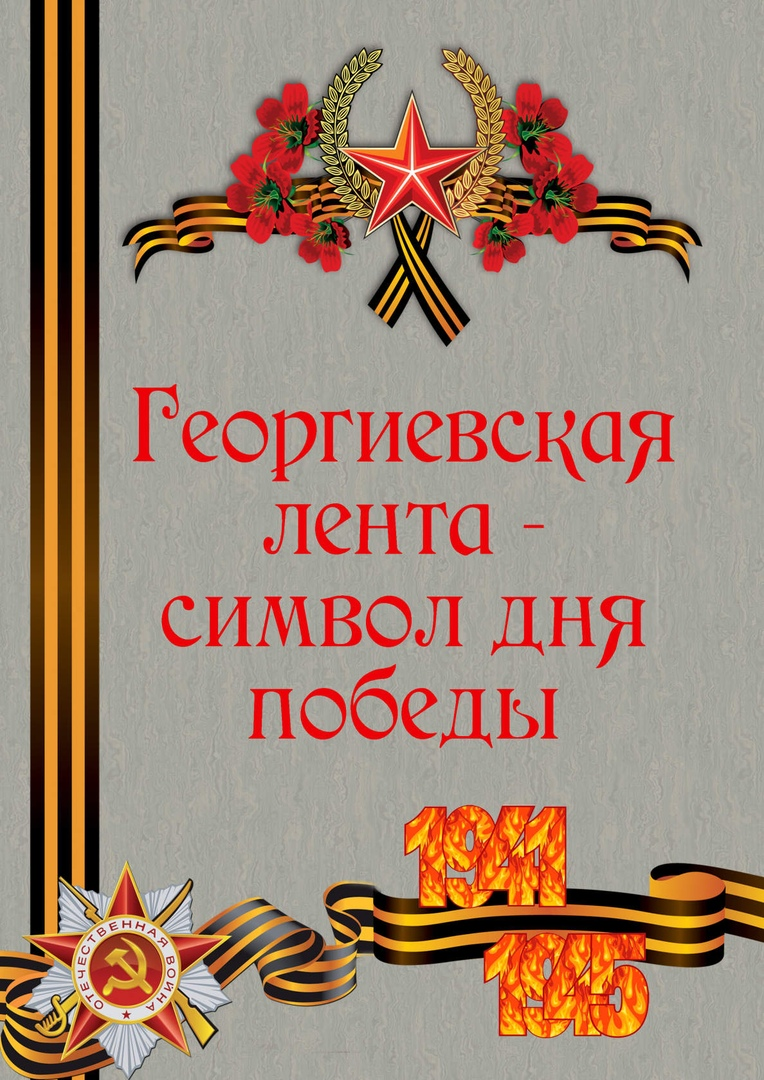 Георгиевская
лента -
символ дня
победы
1941
1945
ОТЕЧЕСТВЕННАЯ ВОЙНА